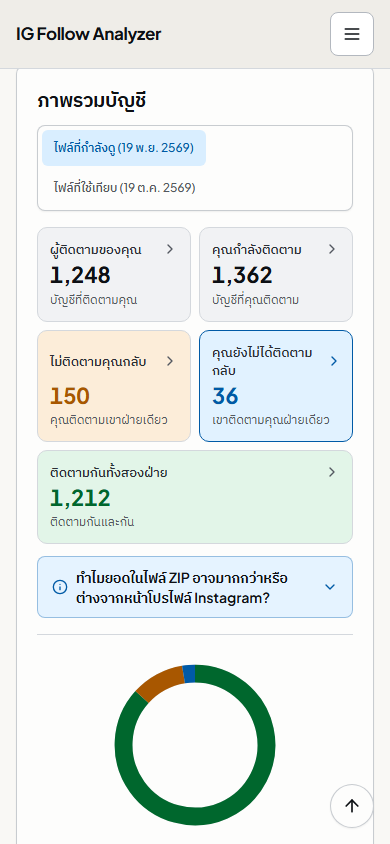 IG Follow Analyzer
ภาพรวมบัญชี
ไฟล์ที่กำลังดู (19 พ.ย. 2569)
ไฟล์ที่ใช้เทียบ (19 ต.ค. 2569)
ผู้ติดตามของคุณ
1,248
บัญชีที่ติดตามคุณ
คุณกำลังติดตาม
1,362
บัญชีที่คุณติดตาม
ไม่ติดตามคุณกลับ
150
คุณติดตามเขาฝ่ายเดียว
คุณยังไม่ได้ติดตาม
กลับ
36
เขาติดตามคุณฝ่ายเดียว
ติดตามกันทั้งสองฝ่าย
1,212
ติดตามกันและกัน
ทำไมยอดในไฟล์ ZIP อาจมากกว่าหรือ
ต่างจากหน้าโปรไฟล์ Instagram?